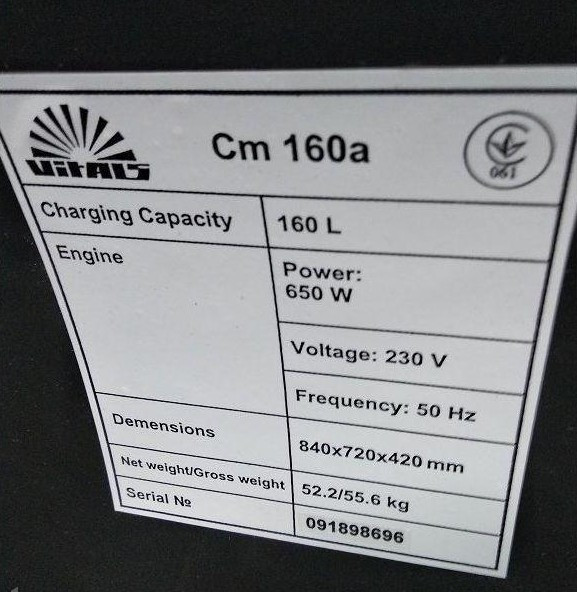 VitALS
Cm 160a
061
Charging Capacity
160 L
Engine
Power:
650 W
Voltage: 230 V
Frequency: 50 Hz
Demensions
840x720x420 mm
Net weight/Gross weight
52.2/55.6 kg
Serial №
091898696